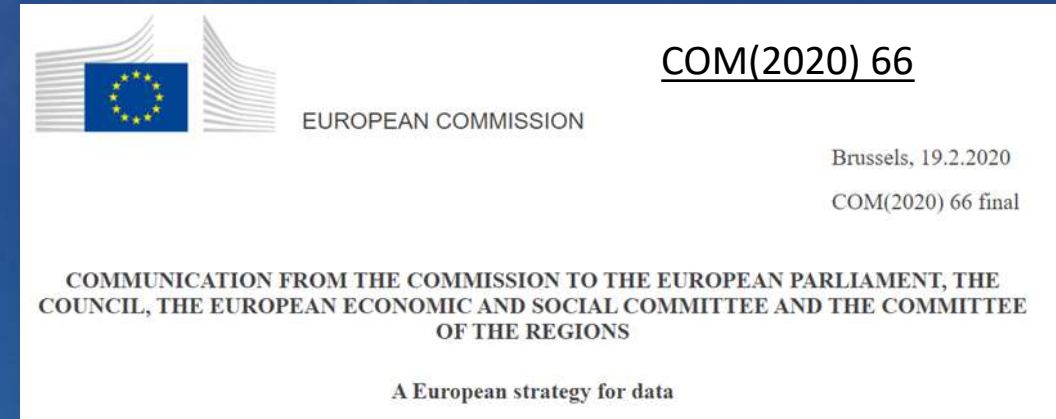 COM(2020) 66
EUROPEAN COMMISSION
Brussels, 19.2.2020
COM(2020) 66 final
COMMUNICATION FROM THE COMMISSION TO THE EUROPEAN PARLIAMENT, THE
COUNCIL, THE EUROPEAN ECONOMIC AND SOCIAL COMMITTEE AND THE COMMITTEE
OF THE REGIONS
A European strategy for data